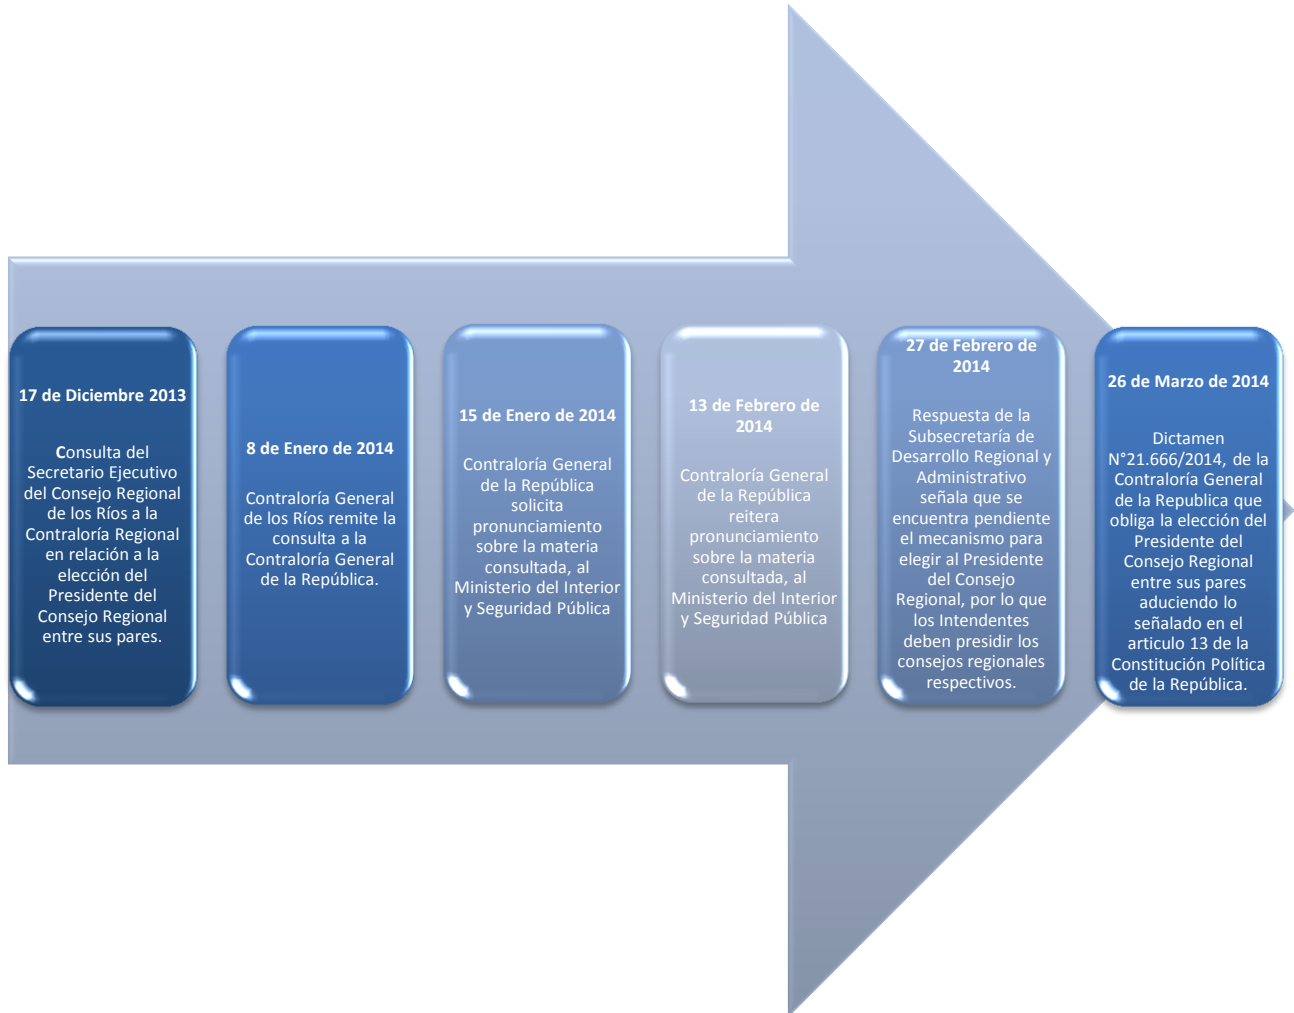 17 de Diciembre 2013
Consulta del
Secretario Ejecutivo
del Consejo Regional
de los Ríos a la
Contraloría Regional
en relación a la
elección del
Presidente del
Consejo Regional
entre sus pares.
8 de Enero de 2014
Contraloría General
de los Ríos remite la
consulta a la
Contraloría General
de la República.
15 de Enero de 2014
Contraloría General
de la República
solicita
pronunciamiento
sobre la materia
consultada, al
Ministerio del Interior
y Seguridad Pública
13 de Febrero de
2014
Contraloría General
de la República
reitera
pronunciamiento
sobre la materia
consultada, al
Ministerio del Interior
y Seguridad Pública
27 de Febrero de
2014
Respuesta de la
Subsecretaría de
Desarrollo Regional y
Administrativo
señala que se
encuentra pendiente
el mecanismo para
elegir al Presidente
del Consejo
Regional, por lo que
los Intendentes
deben presidir los
consejos regionales
respectivos.
26 de Marzo de 2014
Dictamen
N°21.666/2014, de la
Contraloría General
de la Republica que
obliga la elección del
Presidente del
Consejo Regional
entre sus pares
aduciendo lo
señalado en el
articulo 13 de la
Constitución Política
de la República.